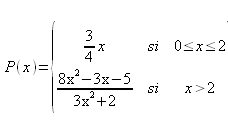 P(x)= { 3/4 x si 0≤x≤2
(8x²−3x−5)/(3x²+2) si x>2